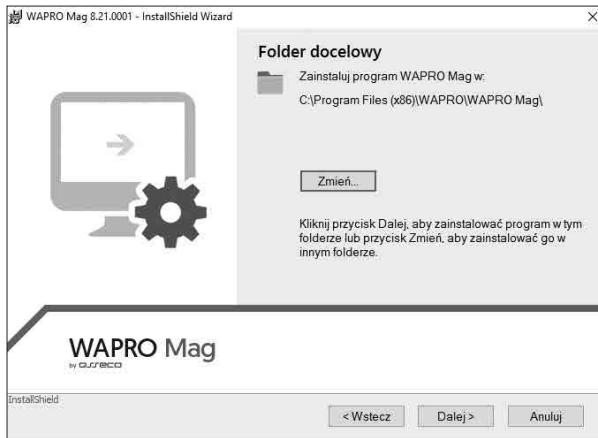 WAPRO Mag 8.21.0001 - InstallShield Wizard
Folder docelowy
Zainstaluj program WAPRO Mag w:
C:\Program Files (x86)\WAPRO\WAPRO Mag\
Zmień...
Kliknij przycisk Dalej, aby zainstalować program w tym
folderze lub przycisk Zmień, aby zainstalować go w
innym folderze.
WAPRO Mag
by asseco
InstallShield
< Wstecz
Dalej >
Anuluj